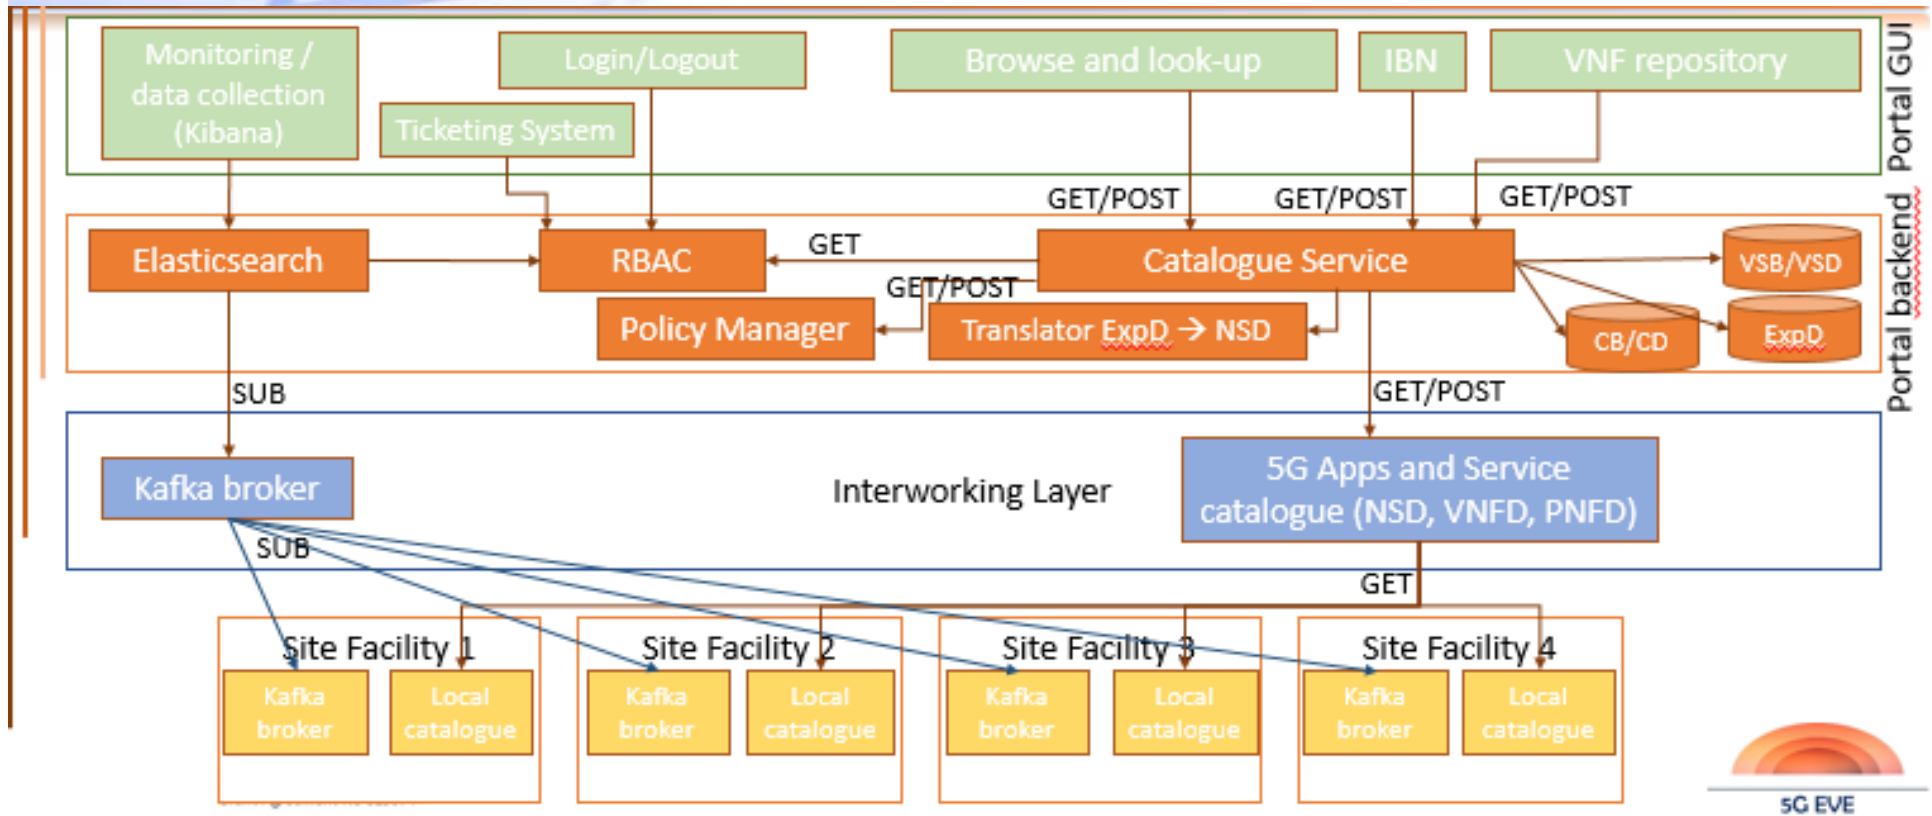 Monitoring /
data collection
(Kibana)
Login/Logout
Ticketing System
Browse and look-up
IBN
VNF repository
Portal GUI
GET/POST
GET/POST
GET/POST
Elasticsearch
RBAC
GET
Catalogue Service
VSB/VSD
GET/POST
Policy Manager
Translator ExpD → NSD
CB/CD
ExpD
Portal backend
SUB
GET/POST
Kafka broker
Interworking Layer
5G Apps and Service
catalogue (NSD, VNFD, PNFD)
SUB
GET
Site Facility 1
Kafka
broker
Local
catalogue
Site Facility 2
Kafka
broker
Local
catalogue
Site Facility 3
Kafka
broker
Local
catalogue
Site Facility 4
Kafka
broker
Local
catalogue
5G EVE